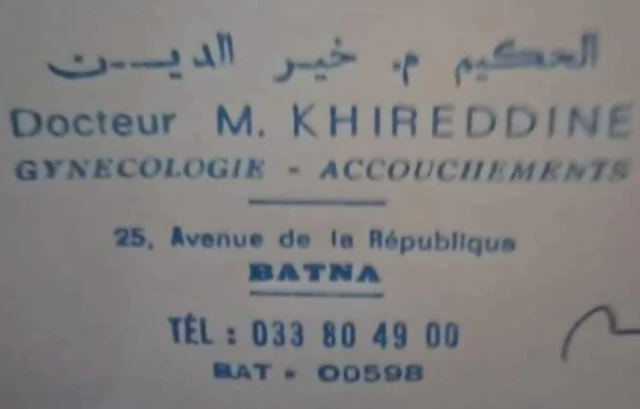 الحكيم م. خير الديــن
Docteur M. KHIREDDINE
GYNECOLOGIE - ACCOUCHEMENTS
25, Avenue de la République
BATNA
TÉL : 033 80 49 00
BAT - 00598